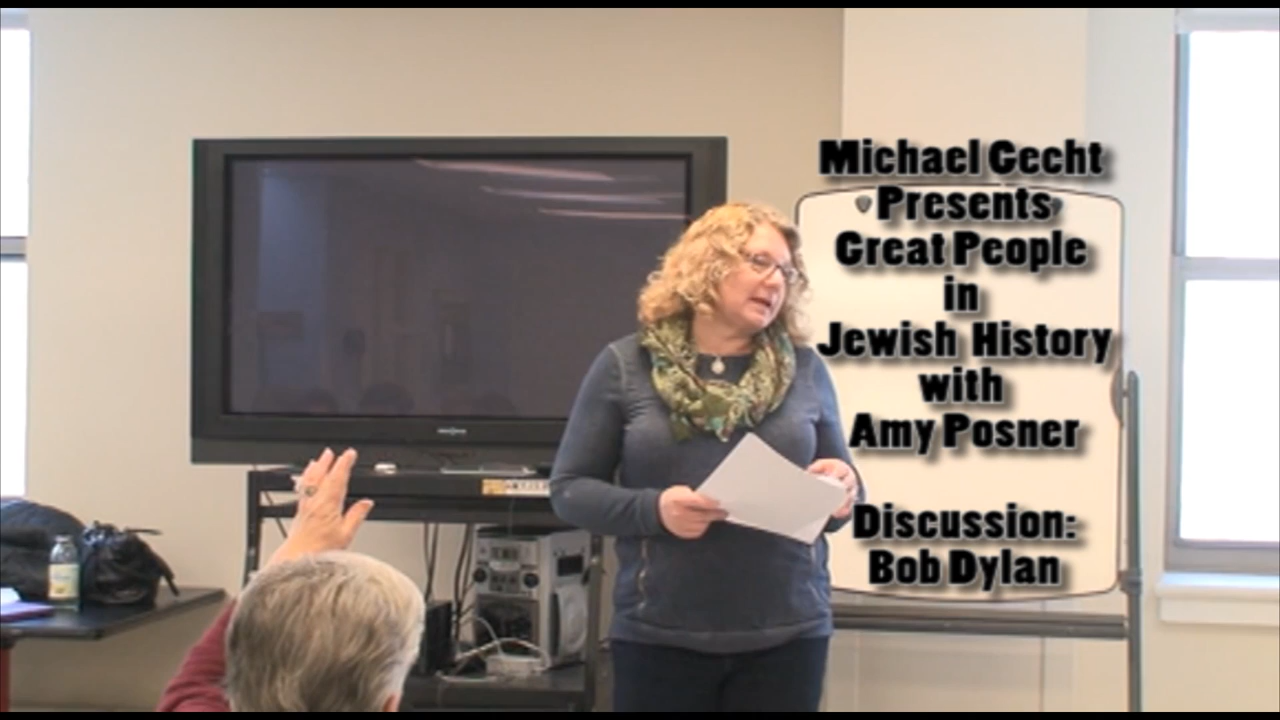 Michael Gecht
Presents
Great People
in
Jewish History
with
Amy Posner
Discussion:
Bob Dylan